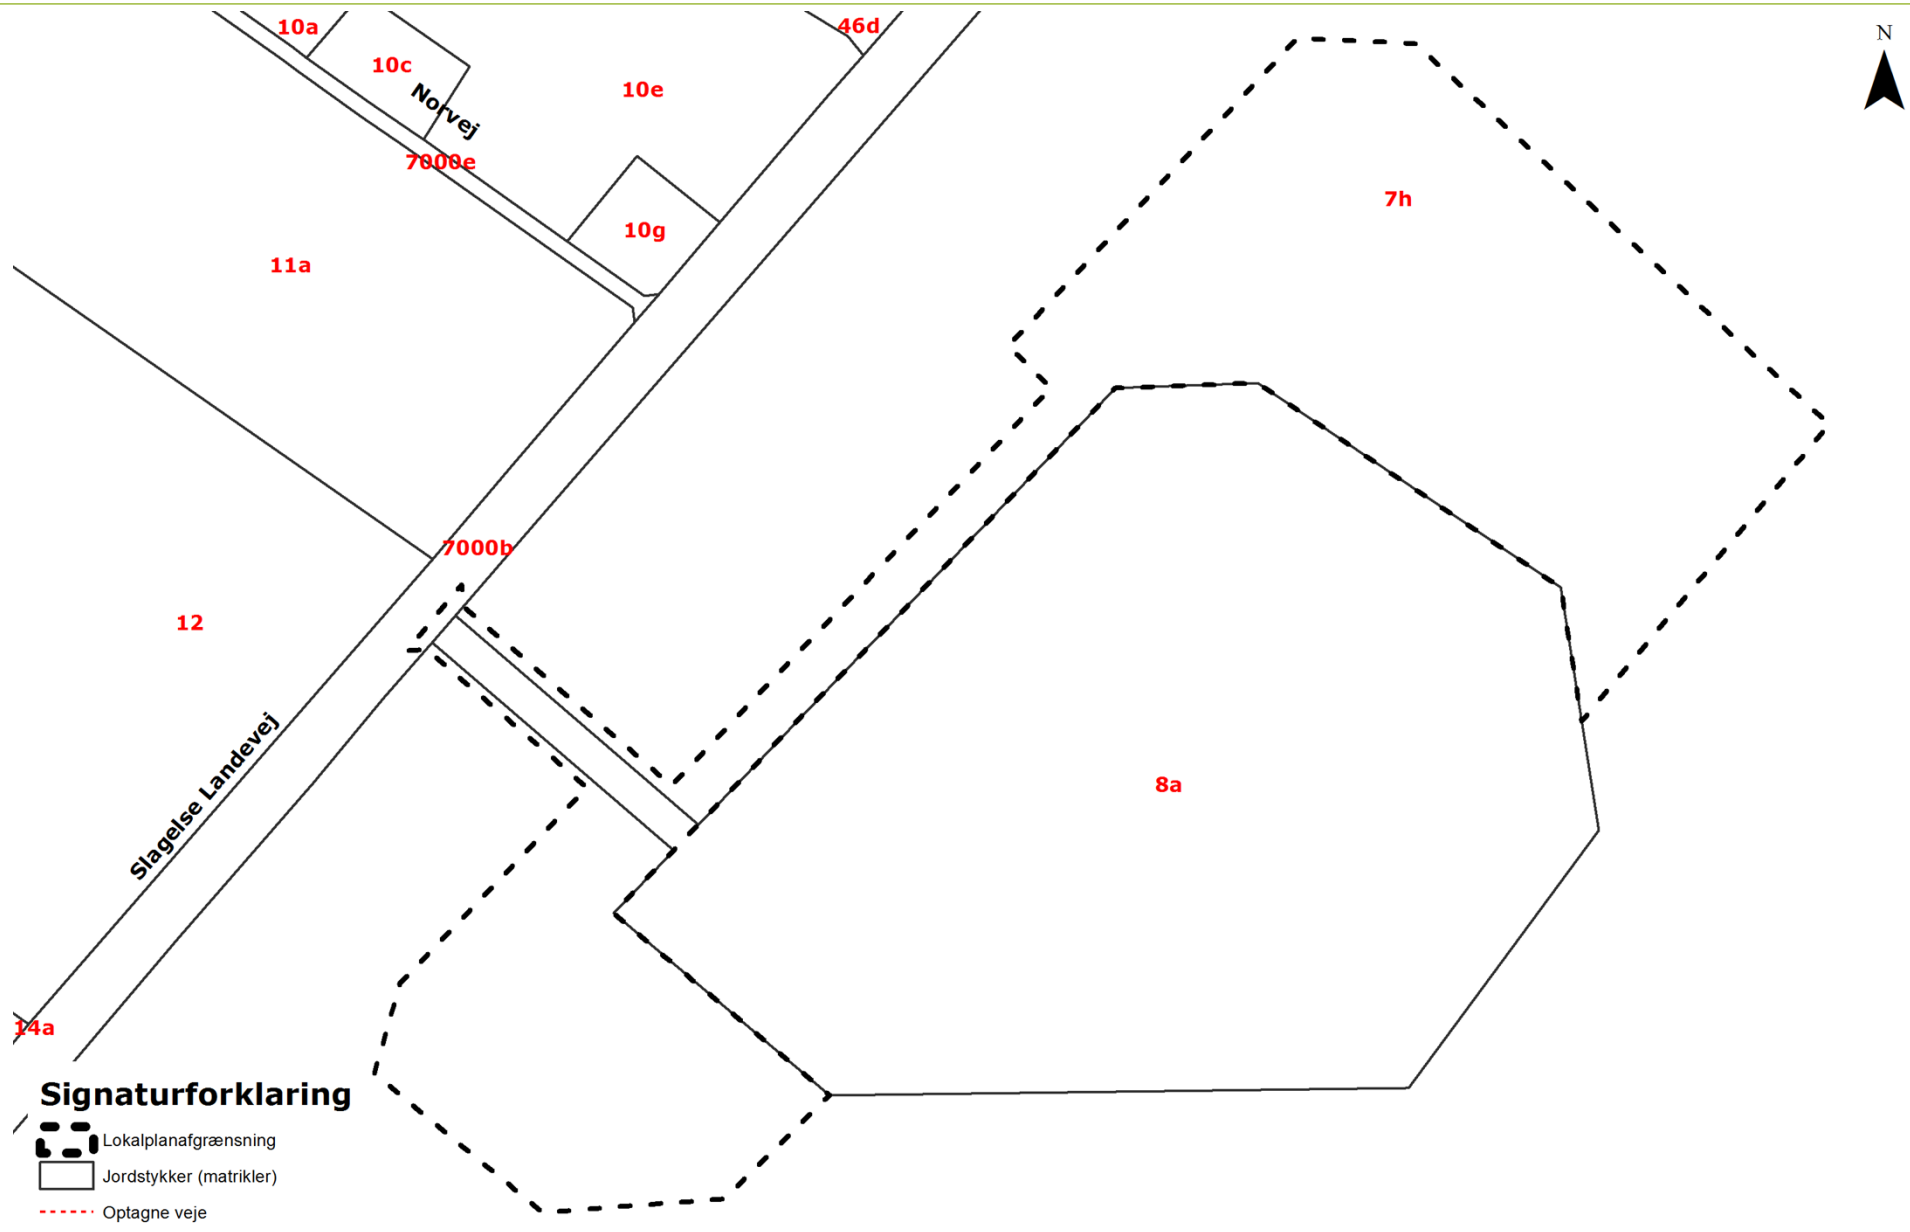 10a
46d
N
10c
10e
Norvej
7000e
7h
10g
11a
7000b
12
8a
Slagelse Landevej
14a
Signaturforklaring
Lokalplanafgrænsning
Jordstykker (matrikler)
Optagne veje